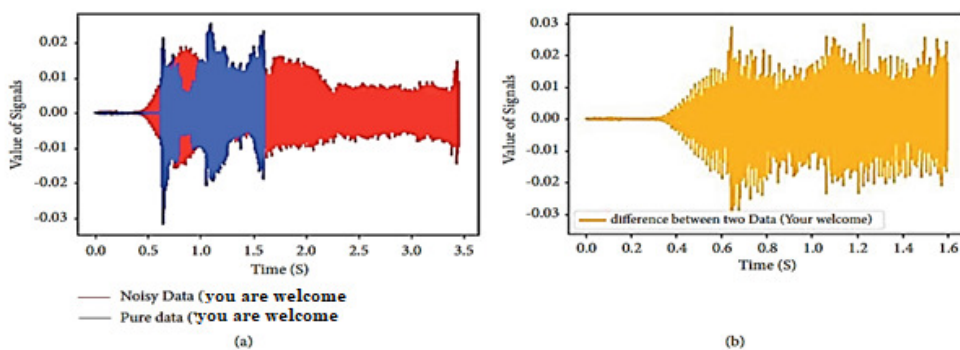 0.02
0.01
0.00
-0.01
-0.02
-0.03
Value of Signals
0.0 0.5 1.0 1.5 2.0 2.5 3.0 3.5
Time (S)
Noisy Data ('you are welcome
Pure data ('you are welcome
(a)
0.03
0.02
0.01
0.00
-0.01
-0.02
-0.03
Value of Signals
difference between two Data (Your welcome)
0.0 0.2 0.4 0.6 0.8 1.0 1.2 1.4 1.6
Time (S)
(b)